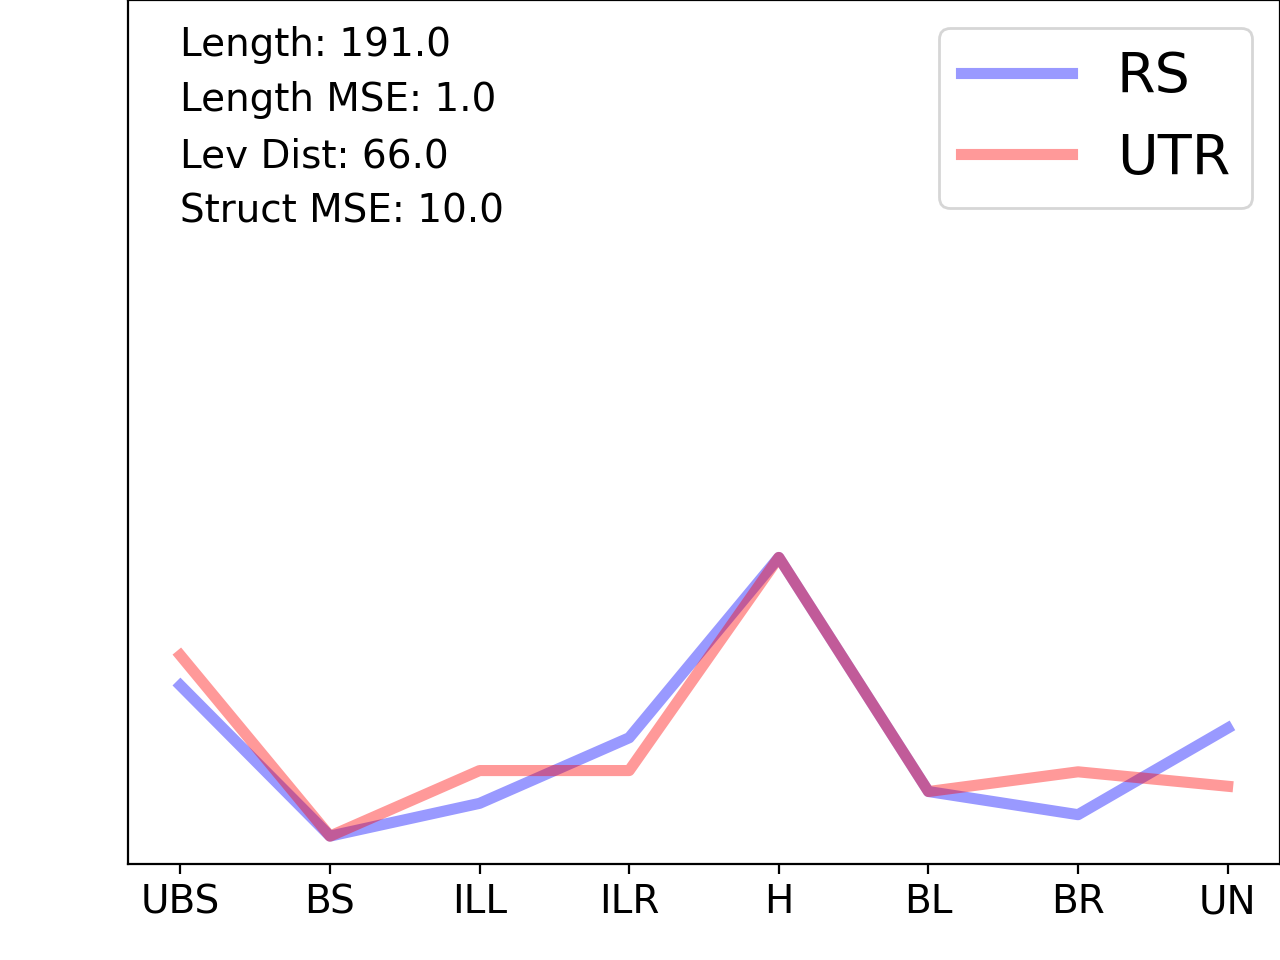 Length: 191.0
Length MSE: 1.0
Lev Dist: 66.0
Struct MSE: 10.0
RS
UTR
UBS BS ILL ILR H BL BR UN